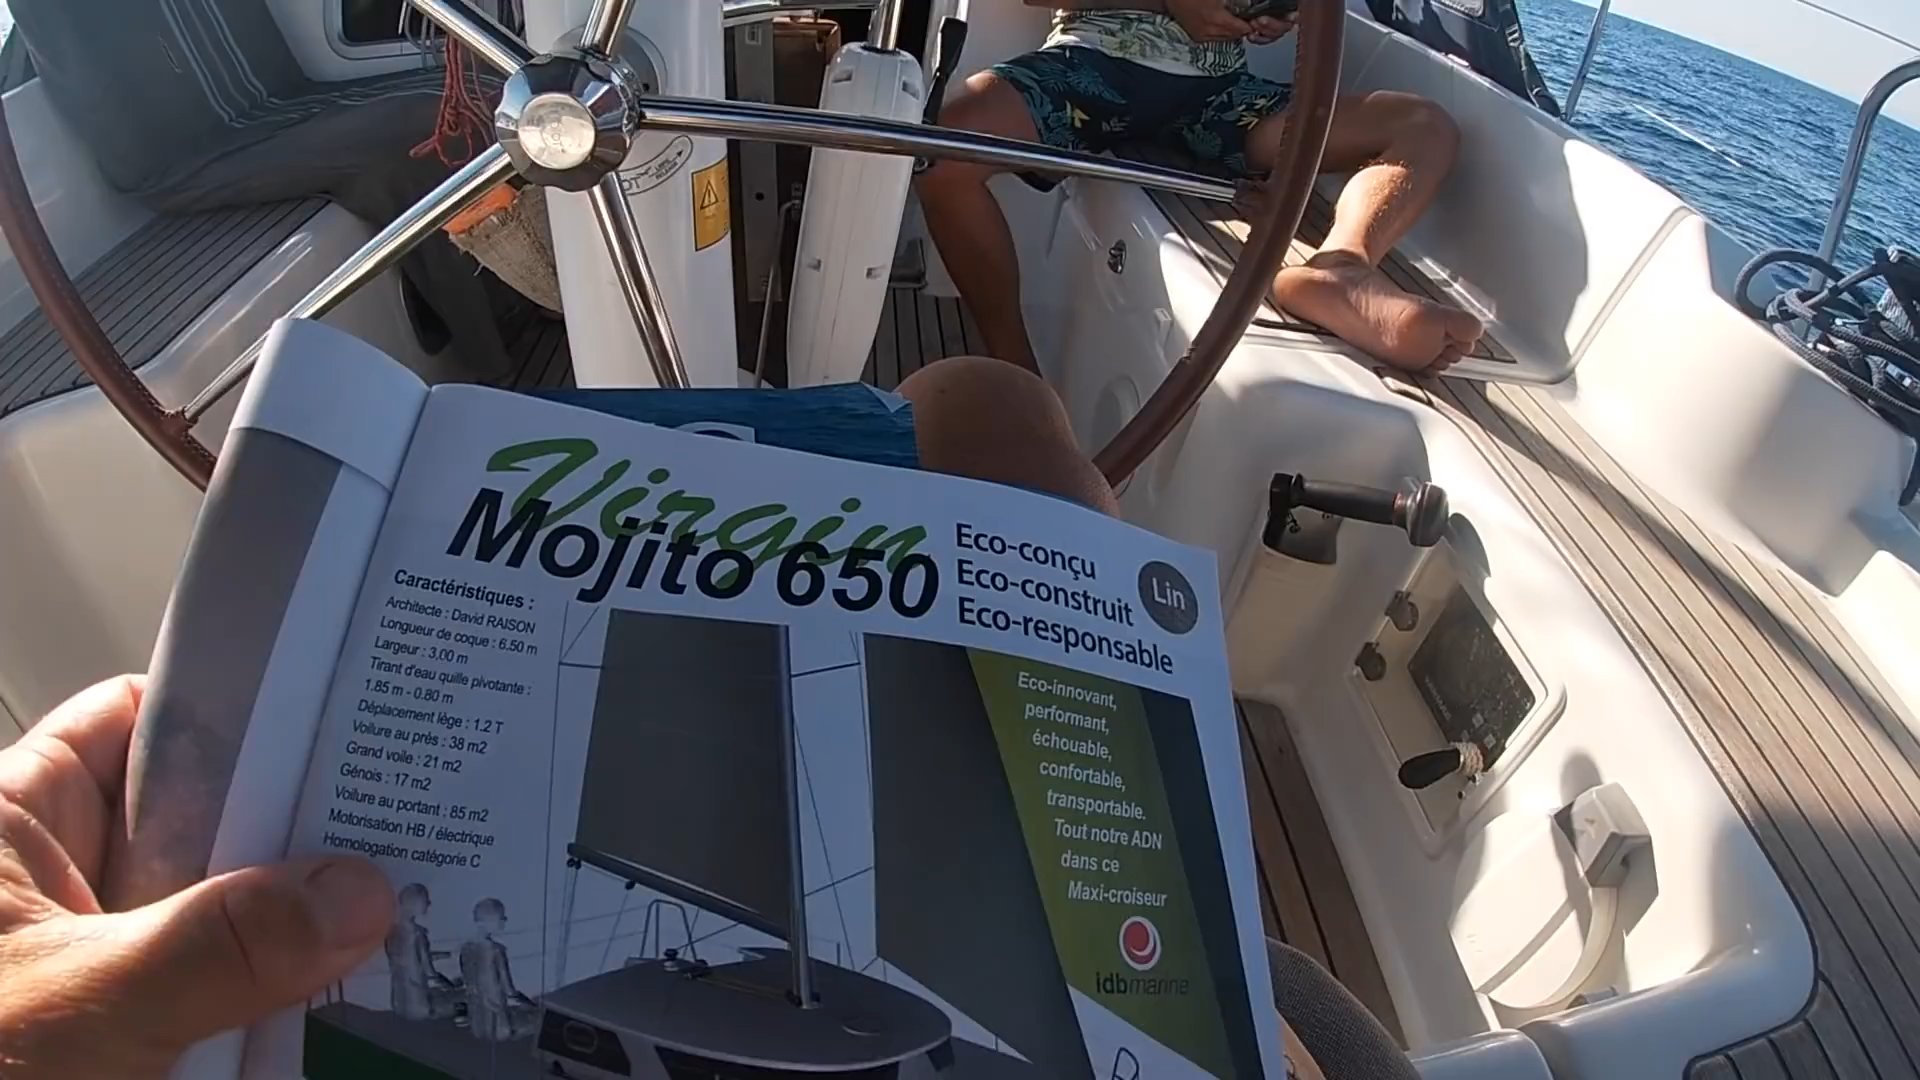 Virgin
Mojito 650
Eco-conçu
Eco-construit
Eco-responsable
Lin
Caractéristiques :
Architecte : David RAISON
Longueur de coque : 6.50 m
Largeur : 3,00 m
Tirant d'eau quille pivotante :
1.85 m - 0.80 m
Déplacement lège : 1.2 T
Voilure au près : 38 m2
Grand voile : 21 m2
Génois : 17 m2
Voilure au portant : 85 m2
Motorisation HB / électrique
Homologation catégorie C
Eco-innovant,
performant,
échouable,
confortable,
transportable.
Tout notre ADN
dans ce
Maxi-croiseur
idbmarine